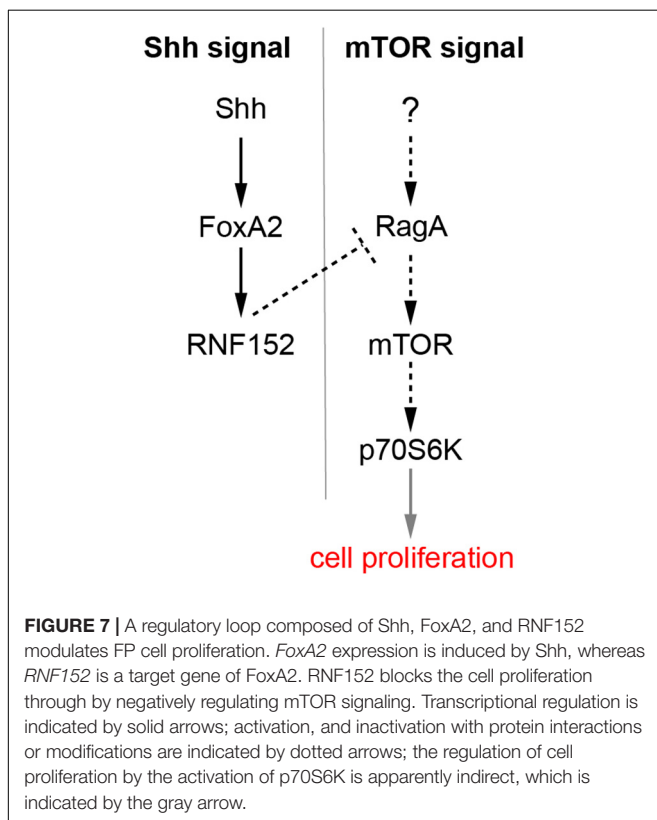 Shh signal
mTOR signal
Shh
?
FoxA2
RagA
RNF152
mTOR
p70S6K
cell proliferation
FIGURE 7 | A regulatory loop composed of Shh, FoxA2, and RNF152
modulates FP cell proliferation. FoxA2 expression is induced by Shh, whereas
RNF152 is a target gene of FoxA2. RNF152 blocks the cell proliferation
through by negatively regulating mTOR signaling. Transcriptional regulation is
indicated by solid arrows; activation, and inactivation with protein interactions
or modifications are indicated by dotted arrows; the regulation of cell
proliferation by the activation of p70S6K is apparently indirect, which is
indicated by the gray arrow.